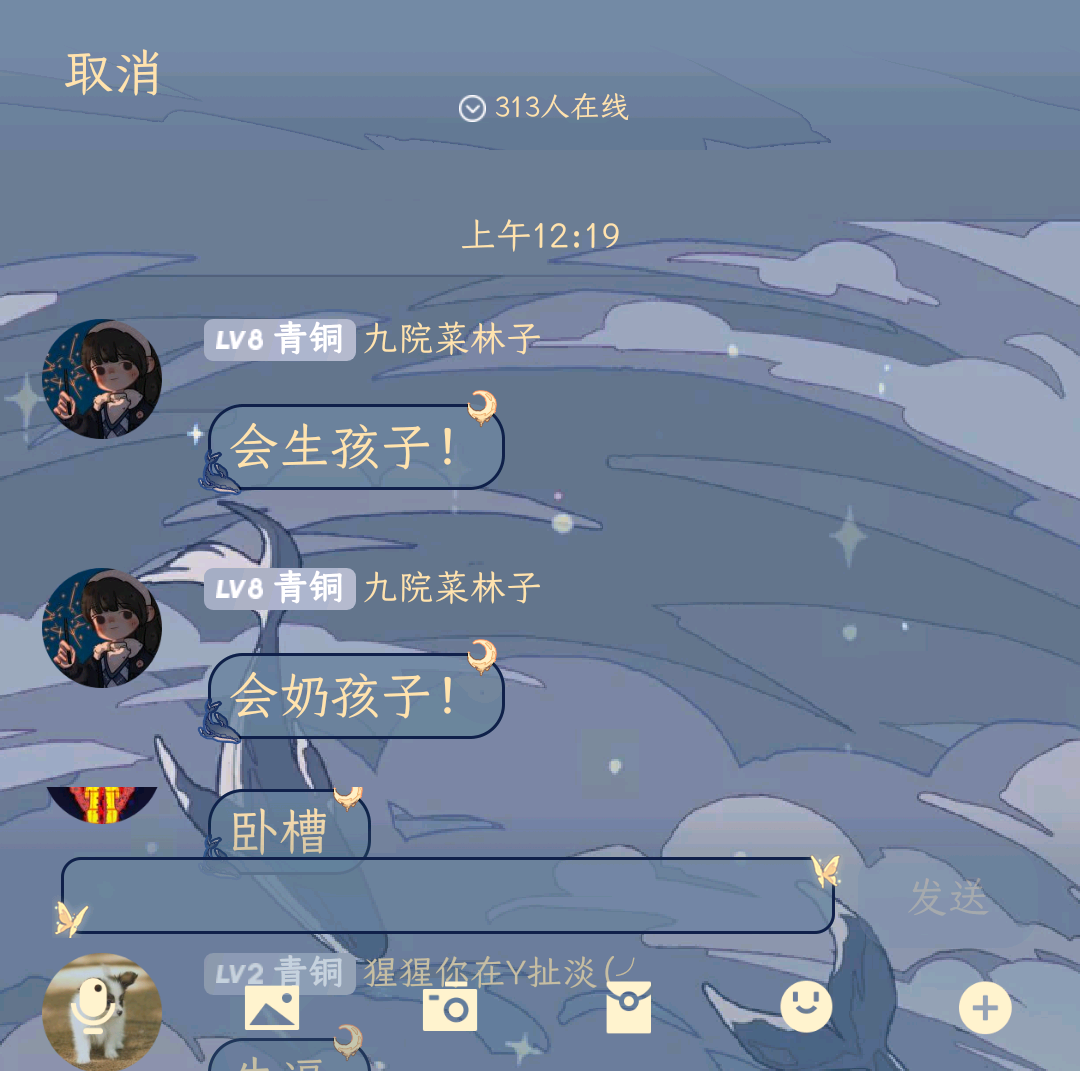 取消
313人在线
上午12:19
LV8 青铜 九院菜林子
会生孩子！
LV8 青铜 九院菜林子
会奶孩子！
卧槽
发送
LV2 青铜 猩猩你在Y扯淡(